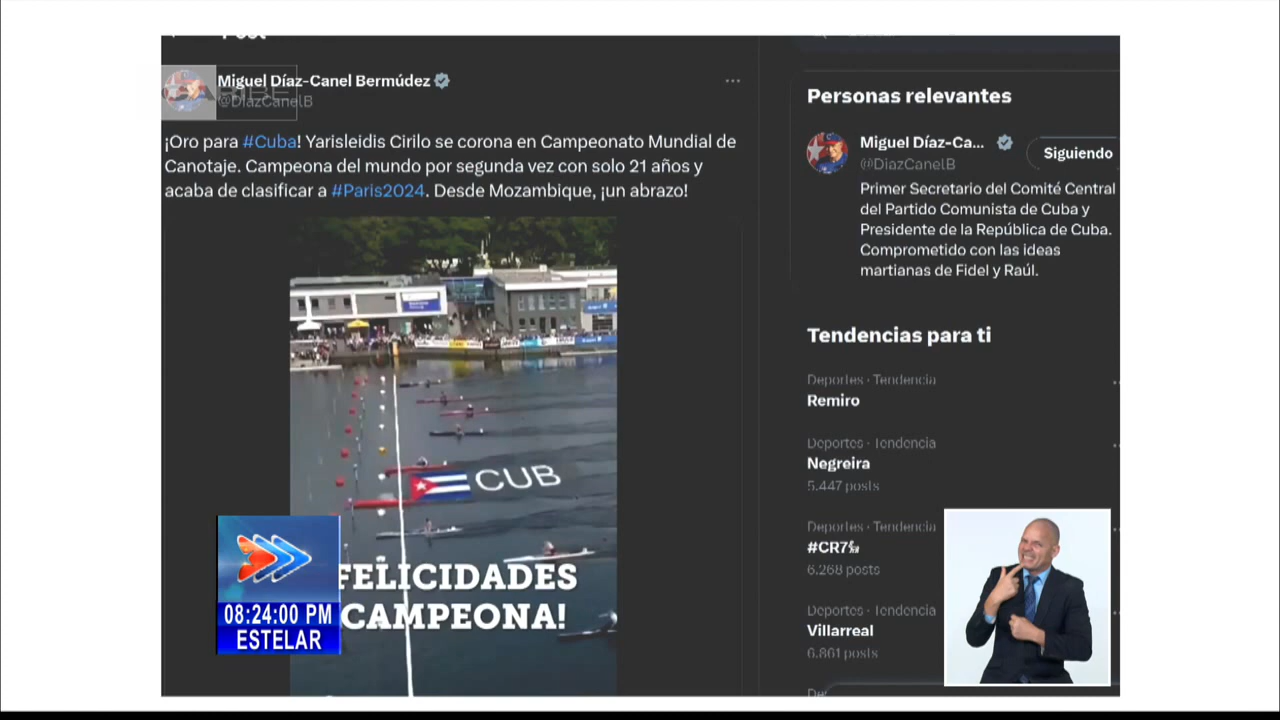 Miguel Díaz-Canel Bermúdez
@DiazCanelB
¡Oro para #Cuba! Yarisleidis Cirilo se corona en Campeonato Mundial de
Canotaje. Campeona del mundo por segunda vez con solo 21 años y
acaba de clasificar a #Paris2024. Desde Mozambique, ¡un abrazo!
CUB
¡FELICIDADES
CAMPEONA!
08:24:00 PM
ESTELAR
Personas relevantes
Miguel Díaz-Ca...
@DiazCanelB
Siguiendo
Primer Secretario del Comité Central
del Partido Comunista de Cuba y
Presidente de la República de Cuba.
Comprometido con las ideas
martianas de Fidel y Raúl.
Tendencias para ti
Deportes · Tendencia
Remiro
Deportes · Tendencia
Negreira
5.447 posts
Deportes · Tendencia
#CR7
6.268 posts
Deportes · Tendencia
Villarreal
6.861 posts